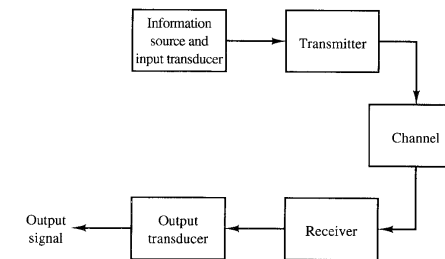 Information
source and
input transducer
Transmitter
Channel
Receiver
Output
transducer
Output
signal